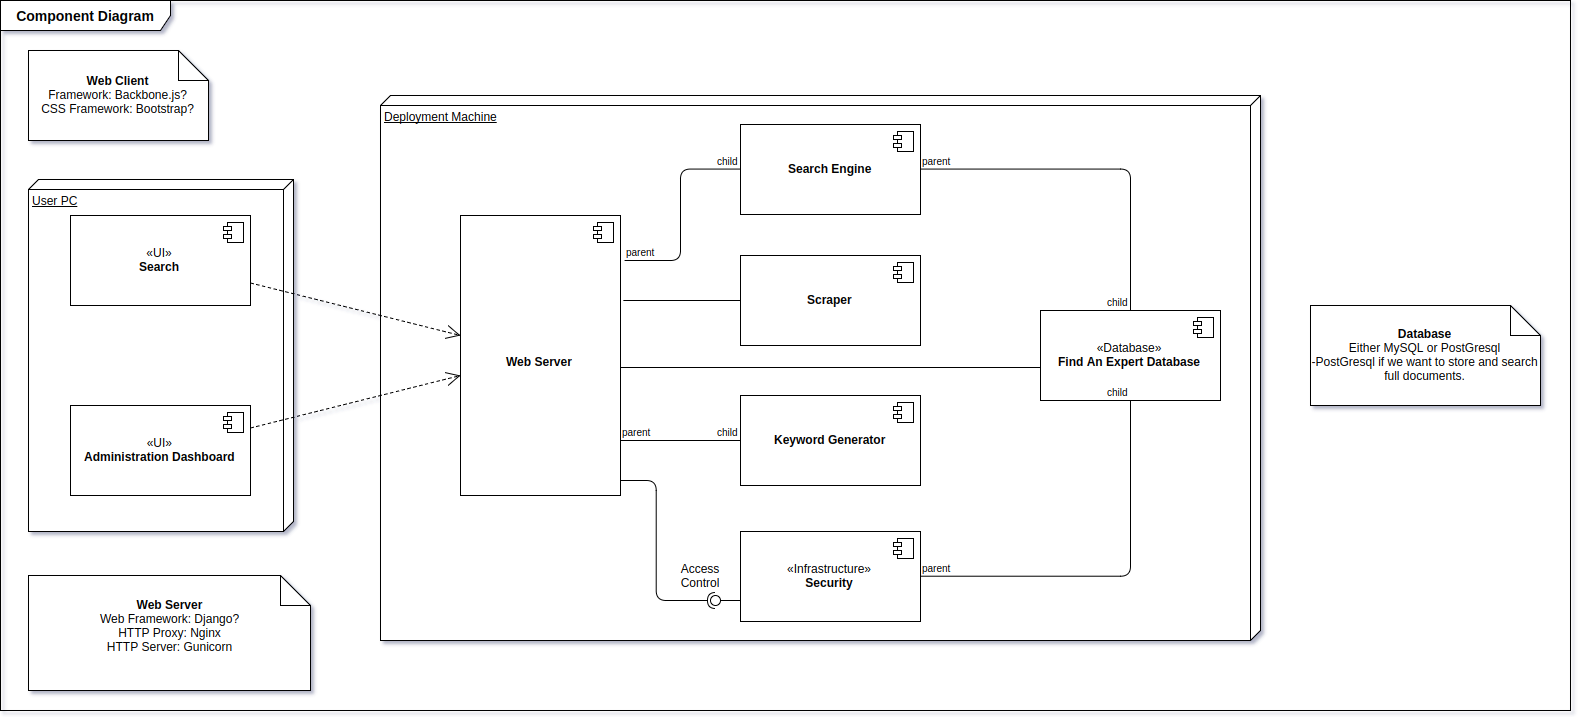 Component Diagram
Web Client
Framework: Backbone.js?
CSS Framework: Bootstrap?
User PC
«UI»
Search
«UI»
Administration Dashboard
Web Server
Web Framework: Django?
HTTP Proxy: Nginx
HTTP Server: Gunicorn
Deployment Machine
Web Server
parent
child
Search Engine
parent
child
Scraper
«Database»
Find An Expert Database
child
parent
child
Keyword Generator
Access
Control
«Infrastructure»
Security
parent
Database
Either MySQL or PostGresql
-PostGresql if we want to store and search
full documents.